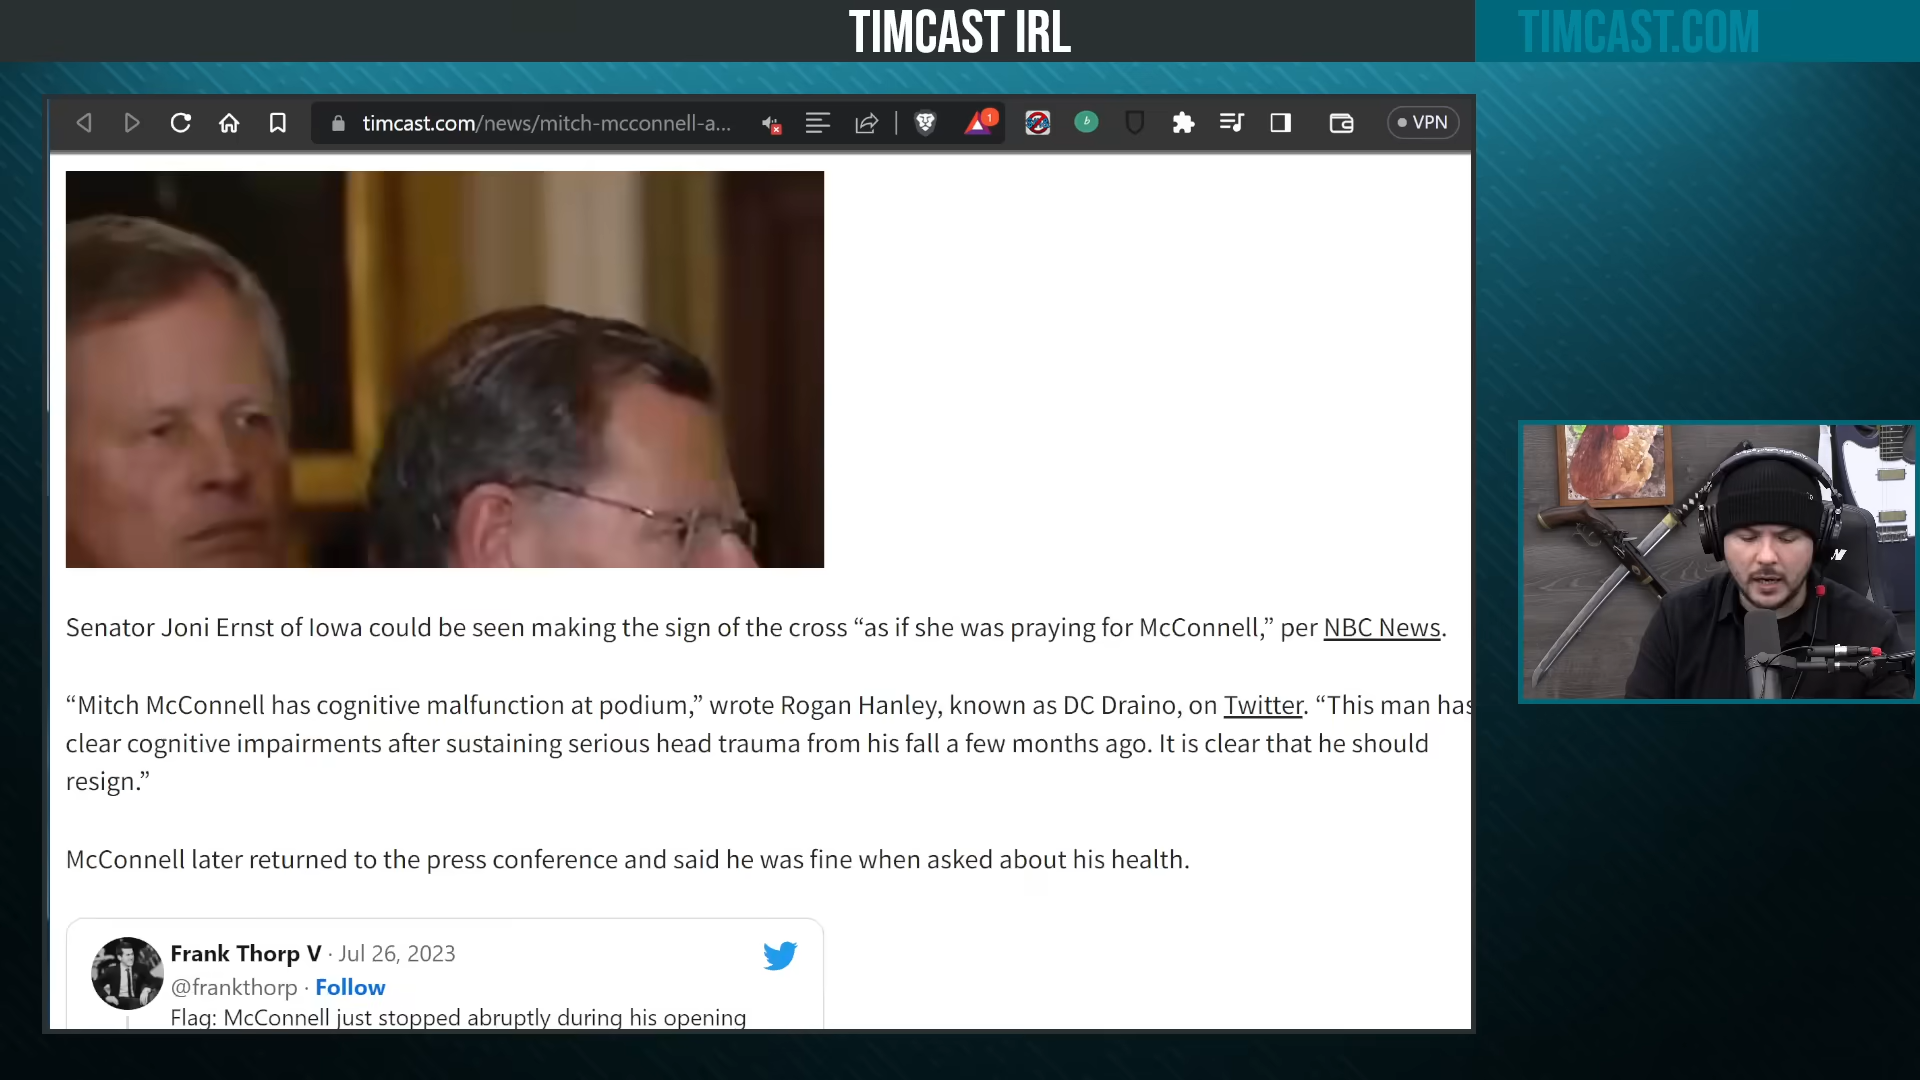 TIMCAST IRL
TIMCAST.COM
timcast.com/news/mitch-mcconnell-a...
1
b
VPN
Senator Joni Ernst of Iowa could be seen making the sign of the cross “as if she was praying for McConnell,” per NBC News.
“Mitch McConnell has cognitive malfunction at podium,” wrote Rogan Hanley, known as DC Draino, on Twitter. “This man has
clear cognitive impairments after sustaining serious head trauma from his fall a few months ago. It is clear that he should
resign.”
McConnell later returned to the press conference and said he was fine when asked about his health.
Frank Thorp V · Jul 26, 2023
@frankthorp · Follow
Flag: McConnell just stopped abruptly during his opening